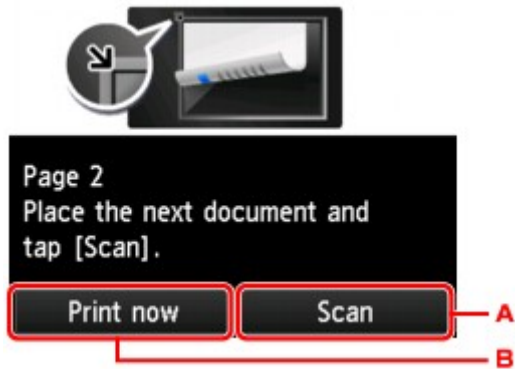 Page 2
Place the next document and
tap [Scan].
Print now Scan A
B